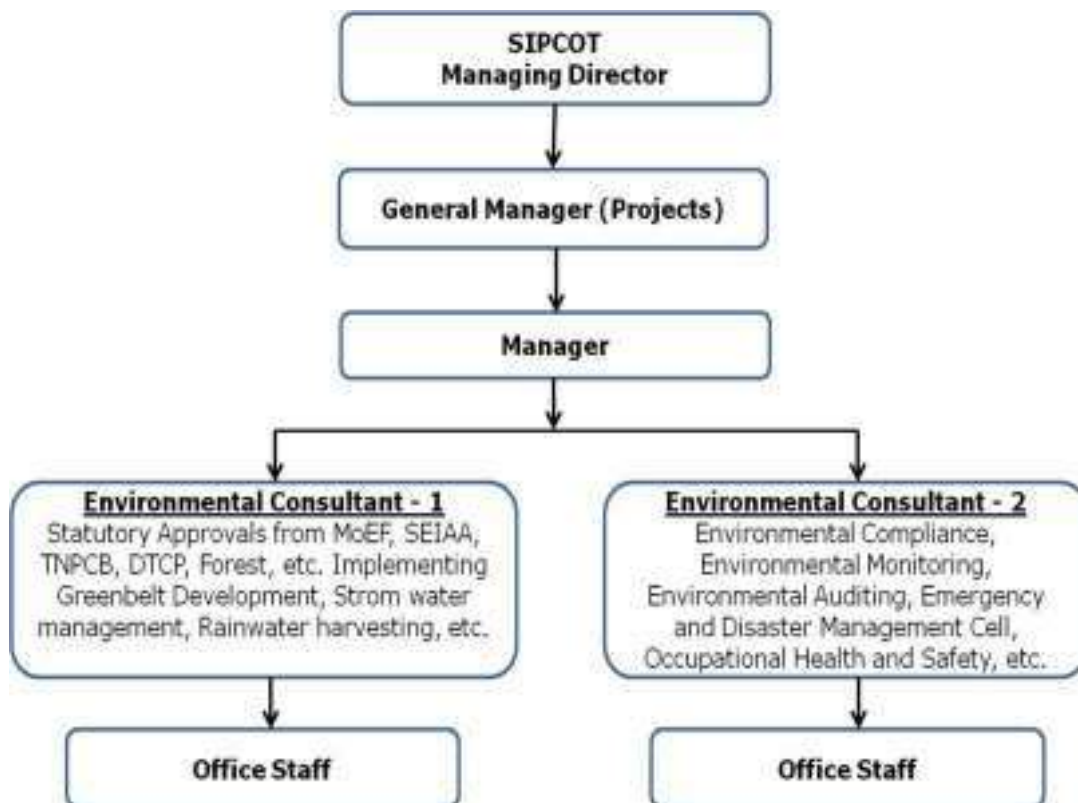 SIPCOT
Managing Director
General Manager (Projects)
Manager
Environmental Consultant - 1
Statutory Approvals from MoEF, SEIAA,
TNPCB, DTCP, Forest, etc. Implementing
Greenbelt Development, Strom water
management, Rainwater harvesting, etc.
Environmental Consultant - 2
Environmental Compliance,
Environmental Monitoring,
Environmental Auditing, Emergency
and Disaster Management Cell,
Occupational Health and Safety, etc.
Office Staff
Office Staff